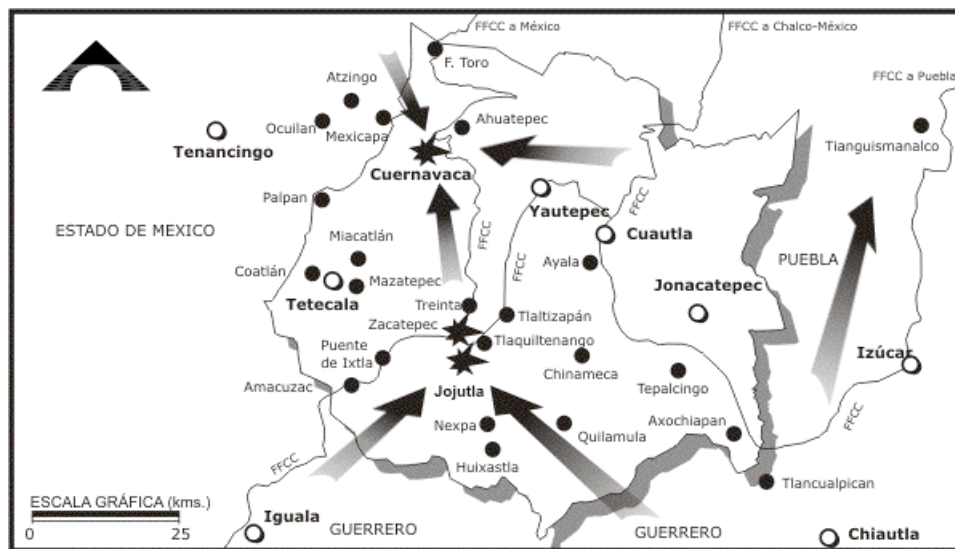 FFCC a México
FFCC a Chalco-México
F. Toro
Atzingo
FFCC a Puebla
Ocuilan
Mexicapa
Ahuatepec
Tenancingo
Tianguismanalco
Cuernavaca
Palpan
Yautepec
FFCC
ESTADO DE MEXICO
Miacatlán
FFCC
Cuautla
FFCC
Coatlán
Ayala
PUEBLA
Mazatepec
Jonacatepec
Tetecala
Treinta
Zacatepec
Tlaltizapán
Puente
de Ixtla
Tlaquiltenango
Izúcar
Chinameca
Amacuzac
Jojutla
Tepalcingo
Nexpa
Axochiapan
FFCC
Quilamula
Huixastla
FFCC
Tlancualpican
ESCALA GRÁFICA (kms.)
0 25
Iguala
GUERRERO
GUERRERO
Chiautla